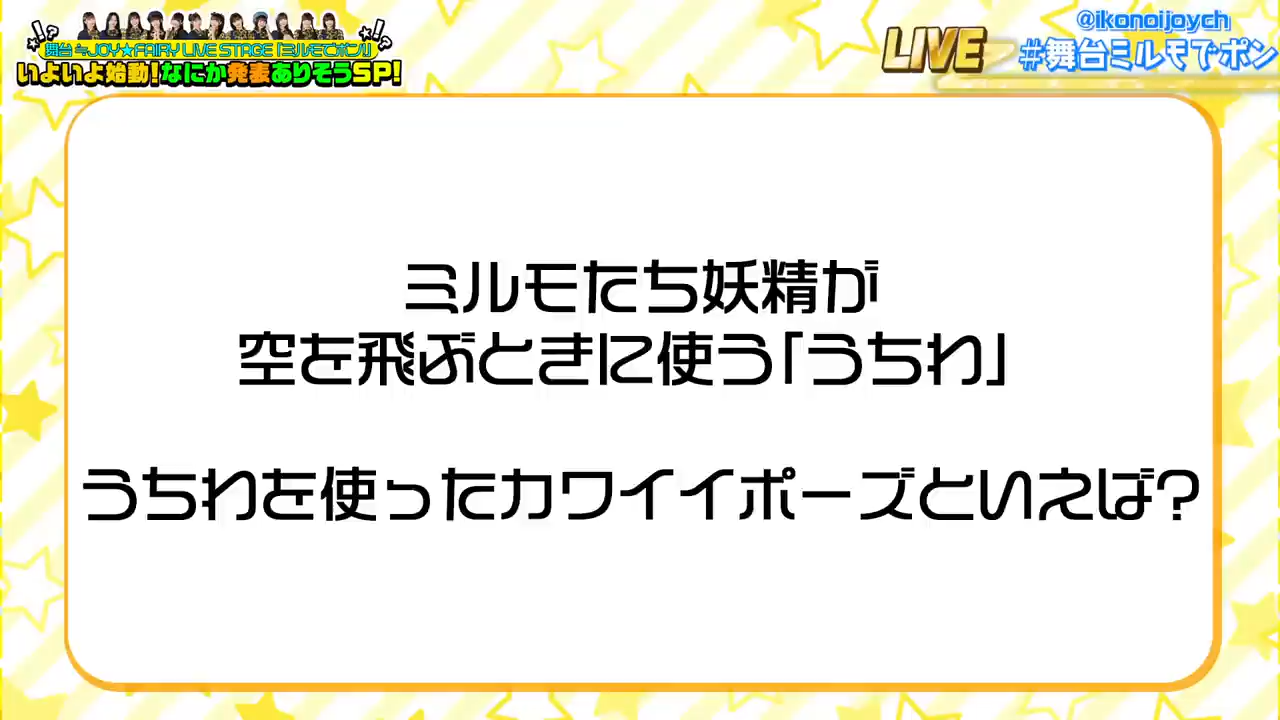 舞台 ≒JOY★FAIRY LIVE STAGE「ミルモでポン!」
いよいよ始動!なにか発表ありそうSP!
LIVE
@ikonoijoych
#舞台ミルモでポン
ミルモたち妖精が
空を飛ぶときに使う「うちわ」
うちわを使ったカワイイポーズといえば?